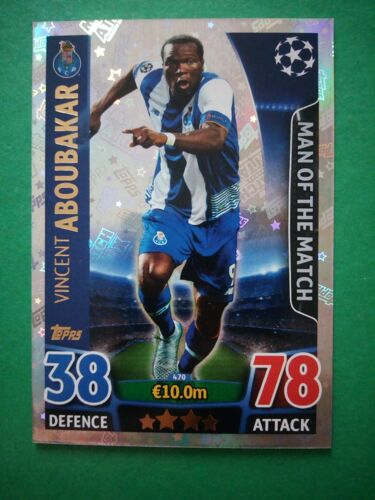 VINCENT ABOUBAKAR
MAN OF THE MATCH
Topps
38
DEFENCE
470
€10.0m
78
ATTACK